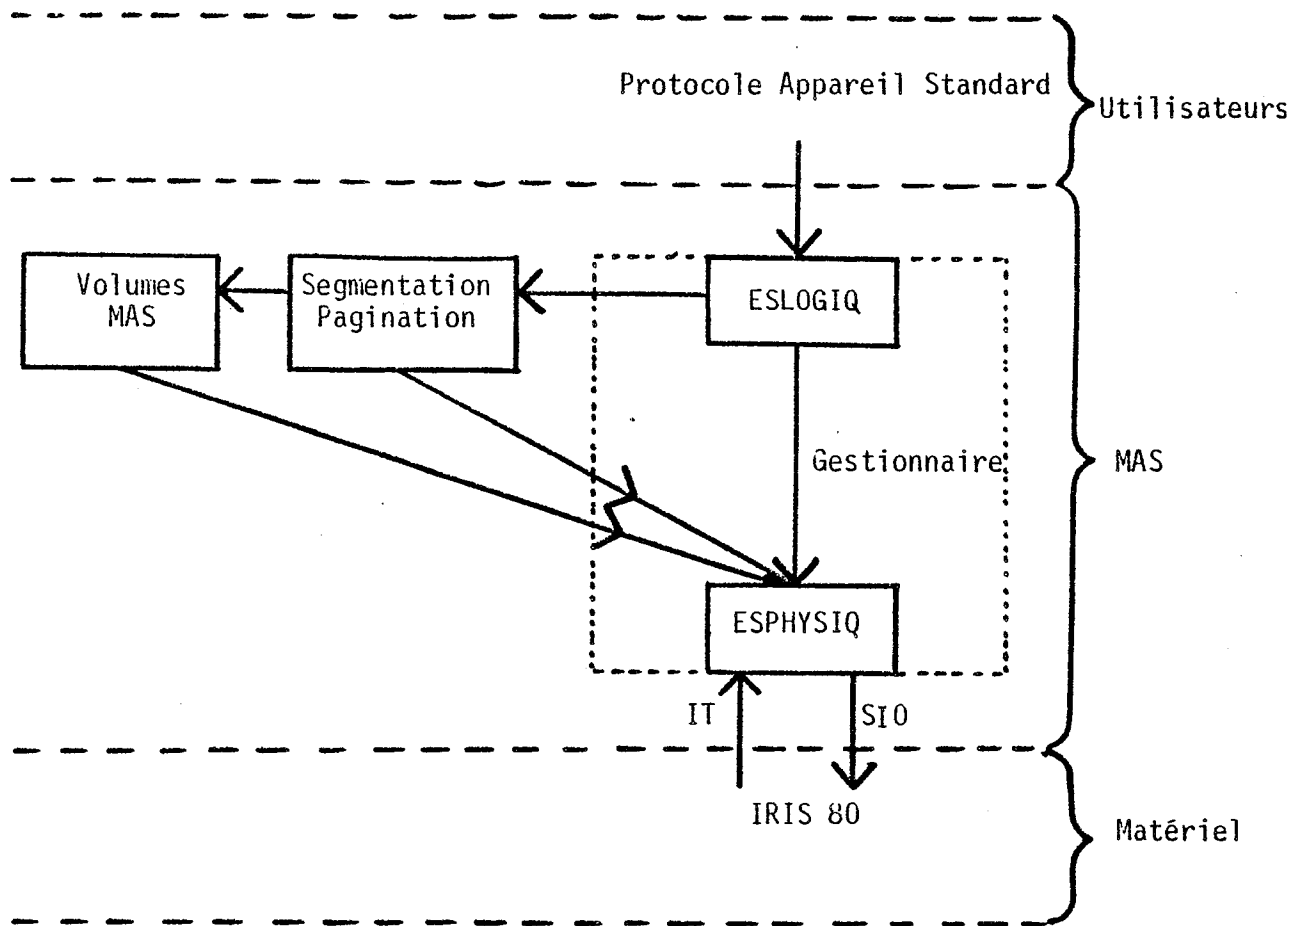 Protocole Appareil Standard
Utilisateurs
Volumes
MAS
Segmentation
Pagination
ESLOGIQ
Gestionnaire
MAS
ESPHYSIQ
IT
SIO
IRIS 80
Matériel